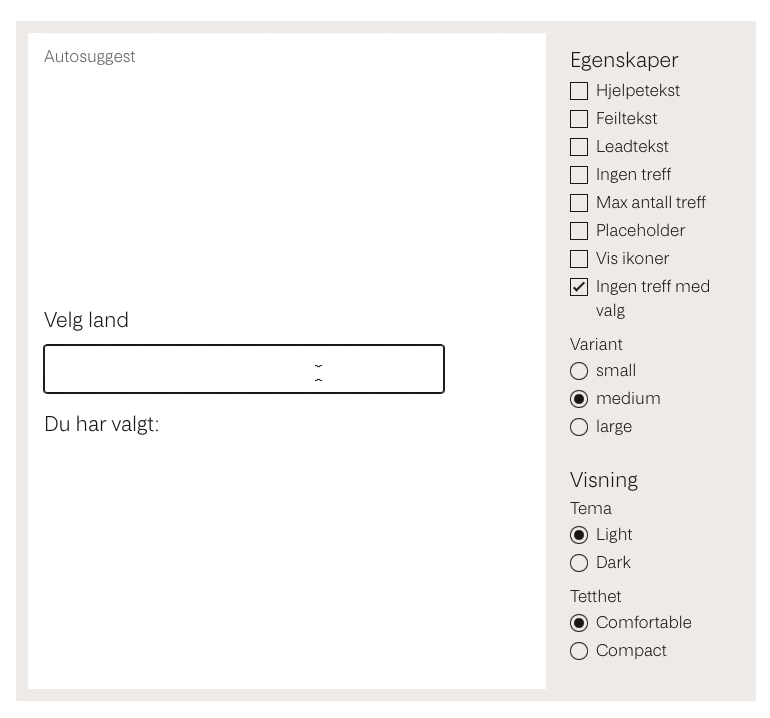 Autosuggest
Velg land
Du har valgt:
Egenskaper
Hjelpetekst
Feiltekst
Leadtekst
Ingen treff
Max antall treff
Placeholder
Vis ikoner
Ingen treff med
valg
Variant
small
medium
large
Visning
Tema
Light
Dark
Tetthet
Comfortable
Compact